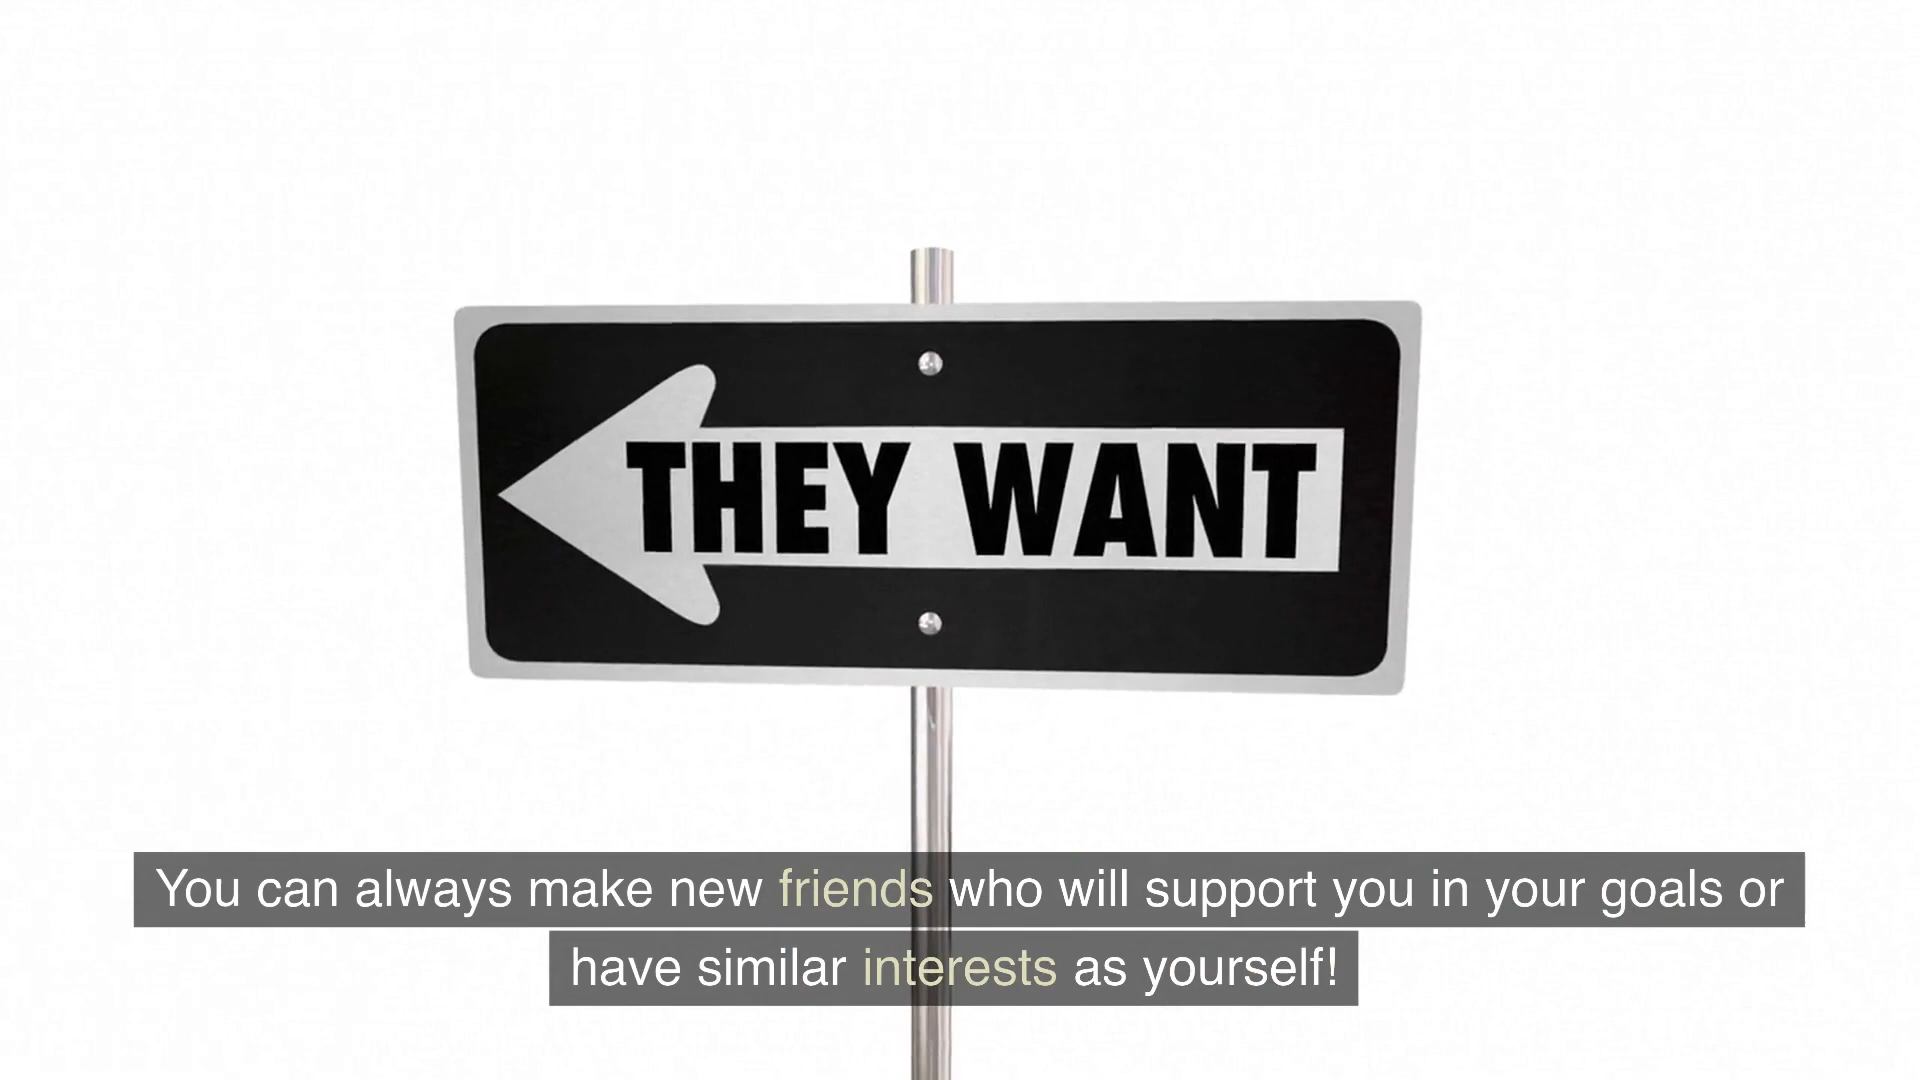 THEY WANT
You can always make new friends who will support you in your goals or
have similar interests as yourself!